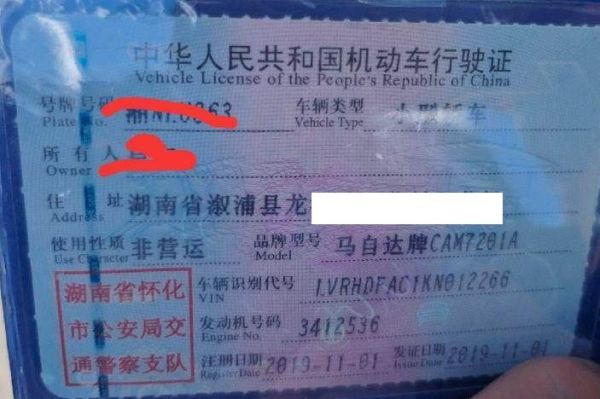 中华人民共和国机动车行驶证
Vehicle License of the People's Republic of China
号牌号码 车辆类型 小型轿车
Plate No. Vehicle Type
所有人
Owner
住 址 湖南省溆浦县龙
Address
使用性质 非营运 品牌型号 马自达牌CAM7201A
Use Character Model
湖南省怀化
市公安局交
通警察支队
车辆识别代号 LVRHDFAC1KN012266
VIN
发动机号码 3412536
Engine No.
注册日期 2019-11-01 发证日期 2019-11-01
Register Date Issue Date